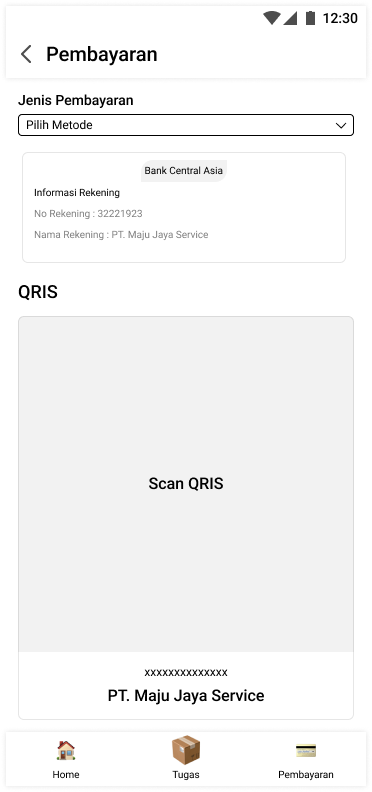 12:30
Pembayaran
Jenis Pembayaran
Pilih Metode
Bank Central Asia
Informasi Rekening
No Rekening : 32221923
Nama Rekening : PT. Maju Jaya Service
QRIS
Scan QRIS
xxxxxxxxxxxxxx
PT. Maju Jaya Service
Home
Tugas
Pembayaran